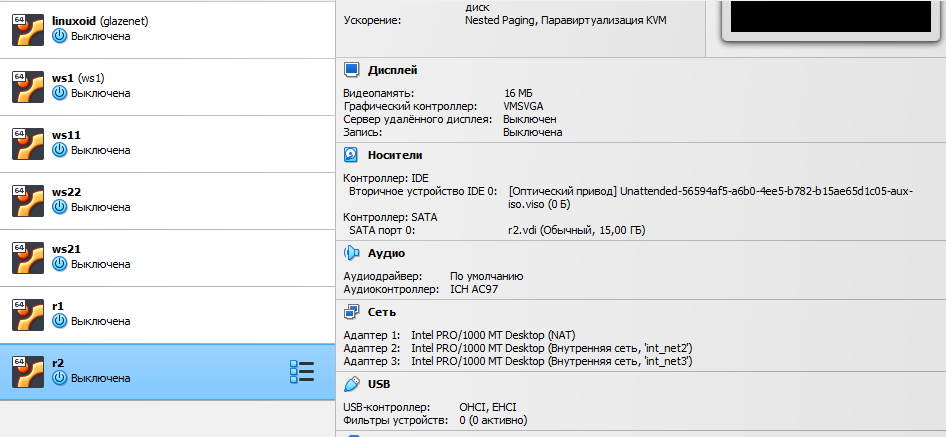 linuxoid (glazenet)
Выключена
ws1 (ws1)
Выключена
ws11
Выключена
ws22
Выключена
ws21
Выключена
r1
Выключена
r2
Выключена
диск
Ускорение: Nested Paging, Паравиртуализация KVM
Дисплей
Видеопамять: 16 МБ
Графический контроллер: VMSVGA
Сервер удалённого дисплея: Выключен
Запись: Выключена
Носители
Контроллер: IDE
Вторичное устройство IDE 0: [Оптический привод] Unattended-56594af5-a6b0-4ee5-b782-b15ae65d1c05-aux-
iso.viso (0 Б)
Контроллер: SATA
SATA порт 0: r2.vdi (Обычный, 15,00 ГБ)
Аудио
Аудиодрайвер: По умолчанию
Аудиоконтроллер: ICH AC97
Сеть
Адаптер 1: Intel PRO/1000 MT Desktop (NAT)
Адаптер 2: Intel PRO/1000 MT Desktop (Внутренняя сеть, 'int_net2')
Адаптер 3: Intel PRO/1000 MT Desktop (Внутренняя сеть, 'int_net3')
USB
USB-контроллер: OHCI, EHCI
Фильтры устройств: 0 (0 активно)
64
64
64
64
64
64
64